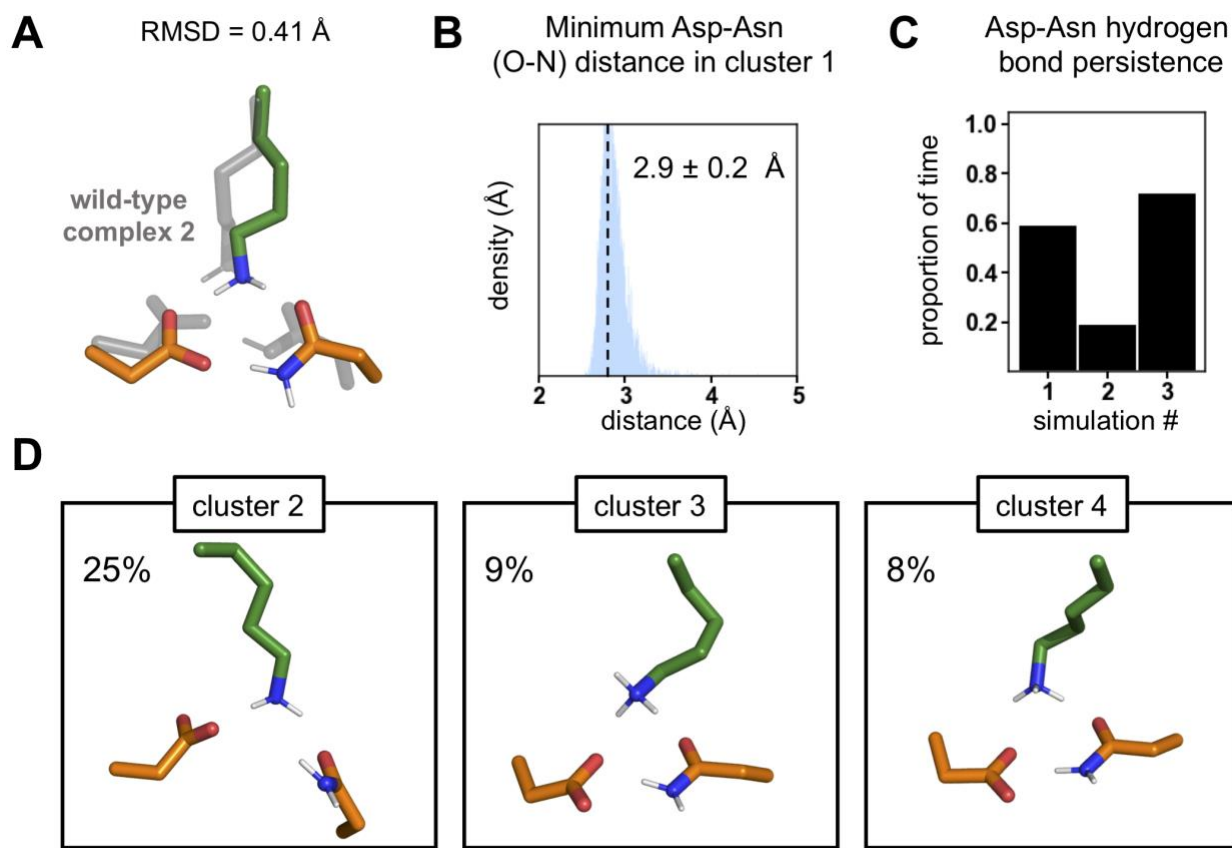 A
RMSD = 0.41 Å
wild-type
complex 2
B
Minimum Asp-Asn
(O-N) distance in cluster 1
density (Å)
2.9 ± 0.2 Å
2 3 4 5
distance (Å)
C
Asp-Asn hydrogen
bond persistence
proportion of time
1.0
0.8
0.6
0.4
0.2
1 2 3
simulation #
D
cluster 2
25%
cluster 3
9%
cluster 4
8%